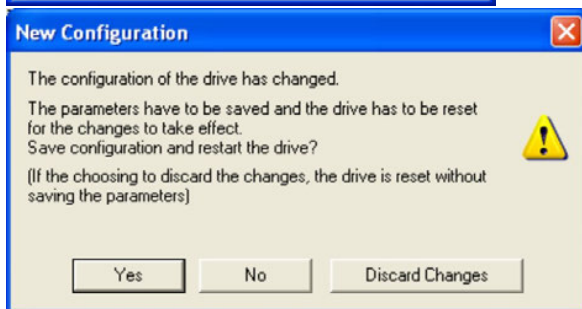 New Configuration
The configuration of the drive has changed.
The parameters have to be saved and the drive has to be reset
for the changes to take effect.
Save configuration and restart the drive?
(If the choosing to discard the changes, the drive is reset without
saving the parameters)
Yes
No
Discard Changes